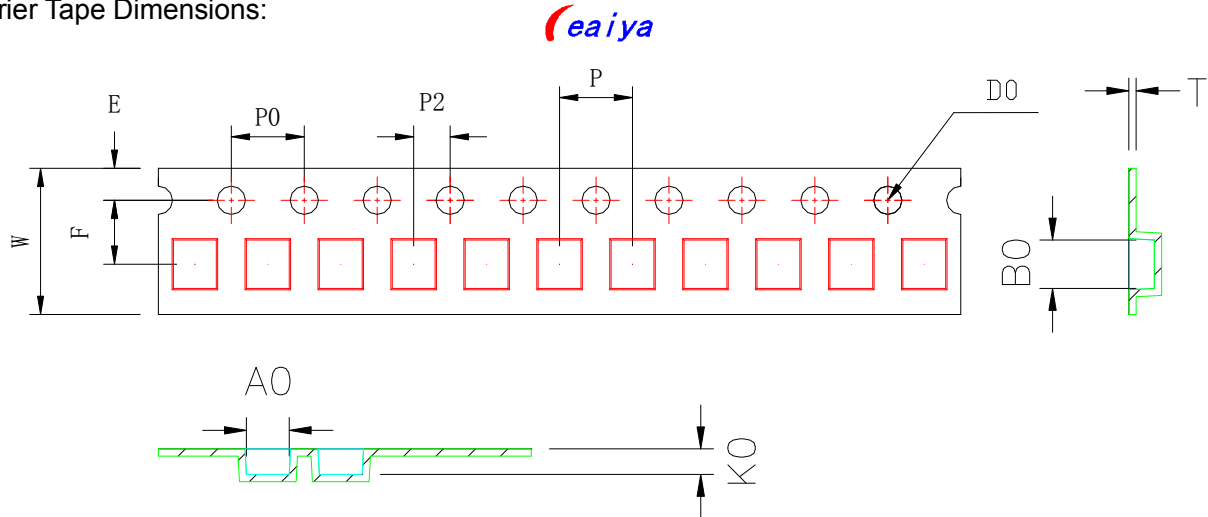 rier Tape Dimensions:
eaiya
E
P0
P2
P
D0
T
W
F
B0
A0
K0